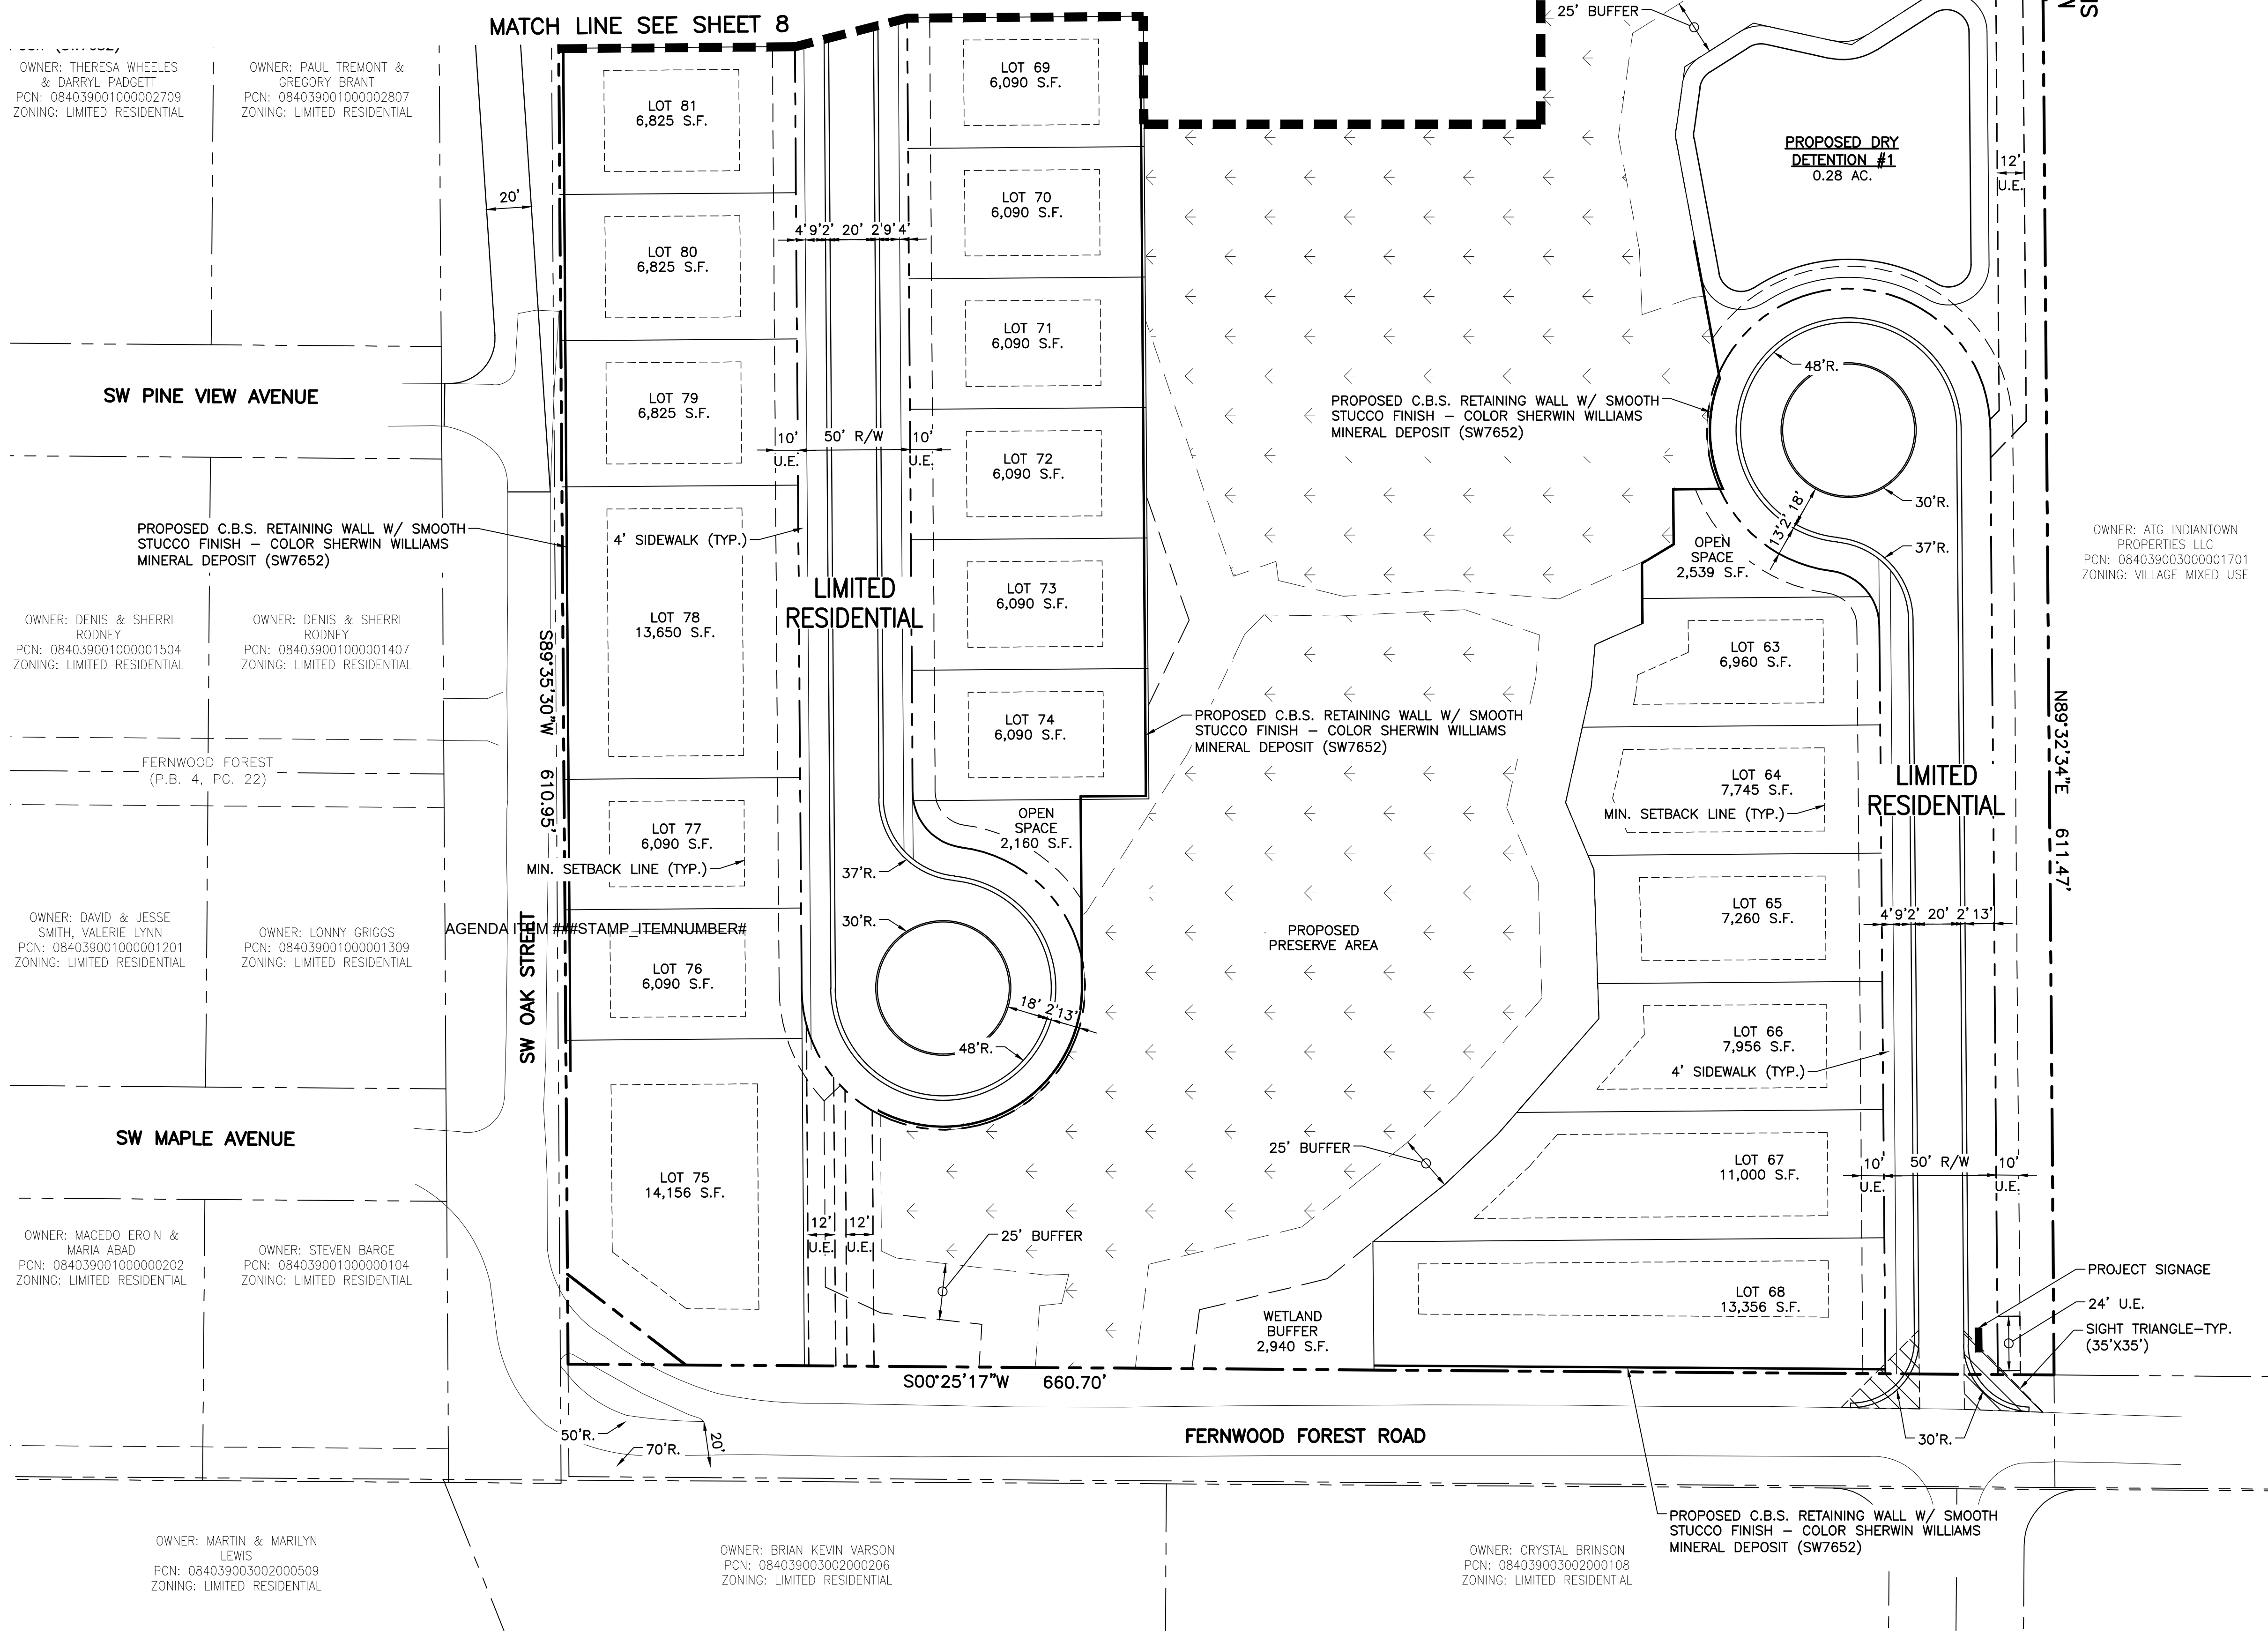 MATCH LINE SEE SHEET 8
OWNER: THERESA WHEELES
& DARRYL PADGETT
PCN: 084039001000002709
ZONING: LIMITED RESIDENTIAL
OWNER: PAUL TREMONT &
GREGORY BRANT
PCN: 084039001000002807
ZONING: LIMITED RESIDENTIAL
20'
SW PINE VIEW AVENUE
PROPOSED C.B.S. RETAINING WALL W/ SMOOTH
STUCCO FINISH – COLOR SHERWIN WILLIAMS
MINERAL DEPOSIT (SW7652)
OWNER: DENIS & SHERRI
RODNEY
PCN: 084039001000001504
ZONING: LIMITED RESIDENTIAL
OWNER: DENIS & SHERRI
RODNEY
PCN: 084039001000001407
ZONING: LIMITED RESIDENTIAL
FERNWOOD FOREST
(P.B. 4, PG. 22)
OWNER: DAVID & JESSE
SMITH, VALERIE LYNN
PCN: 084039001000001201
ZONING: LIMITED RESIDENTIAL
OWNER: LONNY GRIGGS
PCN: 084039001000001309
ZONING: LIMITED RESIDENTIAL
SW MAPLE AVENUE
OWNER: MACEDO EROIN &
MARIA ABAD
PCN: 084039001000000202
ZONING: LIMITED RESIDENTIAL
OWNER: STEVEN BARGE
PCN: 084039001000000104
ZONING: LIMITED RESIDENTIAL
S89°35'30"W 610.95'
SW OAK STREET
AGENDA ITEM ###STAMP_ITEMNUMBER#
LOT 81
6,825 S.F.
LOT 80
6,825 S.F.
LOT 79
6,825 S.F.
LOT 78
13,650 S.F.
LOT 77
6,090 S.F.
MIN. SETBACK LINE (TYP.)
LOT 76
6,090 S.F.
LOT 75
14,156 S.F.
4' 9' 2' 20' 2' 9' 4'
10' 50' R/W 10'
U.E. U.E.
4' SIDEWALK (TYP.)
LIMITED
RESIDENTIAL
37'R.
30'R.
48'R.
18' 2' 13'
12' 12'
U.E. U.E.
25' BUFFER
LOT 69
6,090 S.F.
LOT 70
6,090 S.F.
LOT 71
6,090 S.F.
LOT 72
6,090 S.F.
LOT 73
6,090 S.F.
LOT 74
6,090 S.F.
OPEN
SPACE
2,160 S.F.
PROPOSED C.B.S. RETAINING WALL W/ SMOOTH
STUCCO FINISH – COLOR SHERWIN WILLIAMS
MINERAL DEPOSIT (SW7652)
PROPOSED
PRESERVE AREA
25' BUFFER
WETLAND
BUFFER
2,940 S.F.
25' BUFFER
PROPOSED DRY
DETENTION #1
0.28 AC.
12'
U.E.
PROPOSED C.B.S. RETAINING WALL W/ SMOOTH
STUCCO FINISH – COLOR SHERWIN WILLIAMS
MINERAL DEPOSIT (SW7652)
48'R.
30'R.
37'R.
13' 2' 18'
OPEN
SPACE
2,539 S.F.
LOT 63
6,960 S.F.
LOT 64
7,745 S.F.
MIN. SETBACK LINE (TYP.)
LOT 65
7,260 S.F.
LOT 66
7,956 S.F.
4' SIDEWALK (TYP.)
LOT 67
11,000 S.F.
LOT 68
13,356 S.F.
LIMITED
RESIDENTIAL
4' 9' 2' 20' 2' 13'
10' 50' R/W 10'
U.E. U.E.
N89°32'34"E 611.47'
OWNER: ATG INDIANTOWN
PROPERTIES LLC
PCN: 084039003000001701
ZONING: VILLAGE MIXED USE
PROJECT SIGNAGE
24' U.E.
SIGHT TRIANGLE–TYP.
(35'X35')
30'R.
S00°25'17"W 660.70'
FERNWOOD FOREST ROAD
50'R.
70'R.
20'
PROPOSED C.B.S. RETAINING WALL W/ SMOOTH
STUCCO FINISH – COLOR SHERWIN WILLIAMS
MINERAL DEPOSIT (SW7652)
OWNER: MARTIN & MARILYN
LEWIS
PCN: 084039003002000509
ZONING: LIMITED RESIDENTIAL
OWNER: BRIAN KEVIN VARSON
PCN: 084039003002000206
ZONING: LIMITED RESIDENTIAL
OWNER: CRYSTAL BRINSON
PCN: 084039003002000108
ZONING: LIMITED RESIDENTIAL